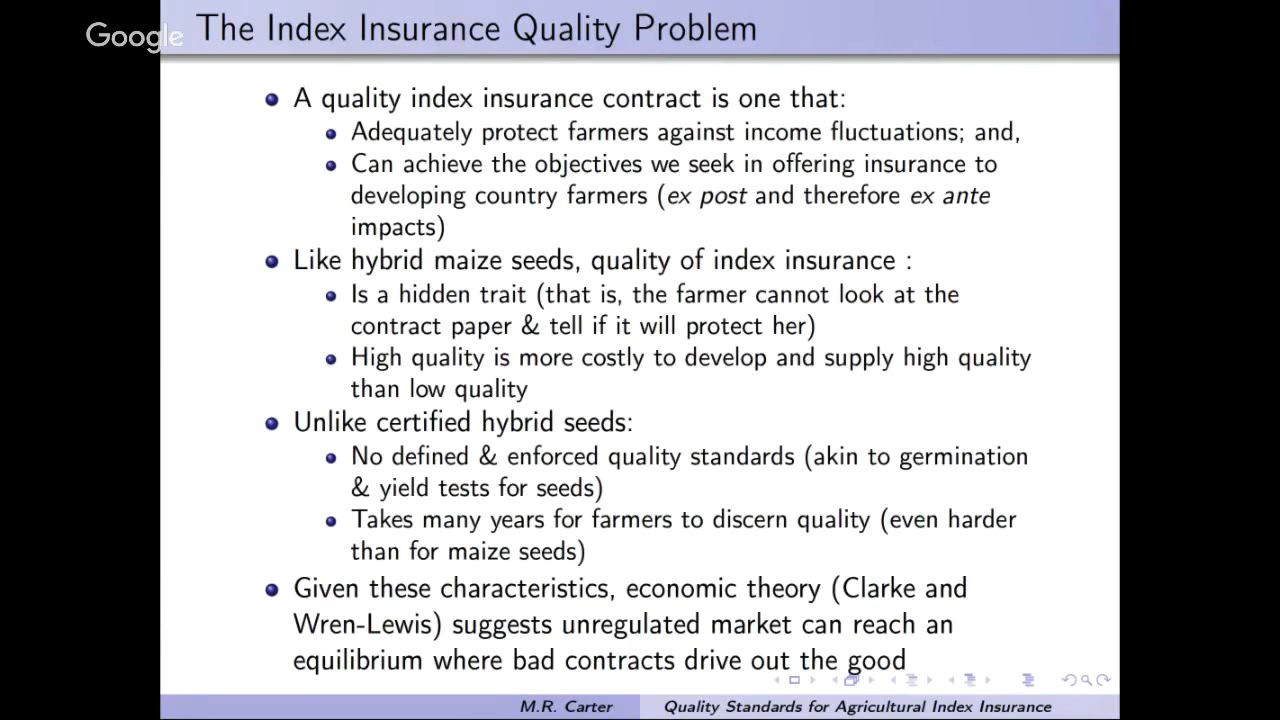 Google
The Index Insurance Quality Problem
A quality index insurance contract is one that:
Adequately protect farmers against income fluctuations; and,
Can achieve the objectives we seek in offering insurance to
developing country farmers (ex post and therefore ex ante
impacts)
Like hybrid maize seeds, quality of index insurance :
Is a hidden trait (that is, the farmer cannot look at the
contract paper & tell if it will protect her)
High quality is more costly to develop and supply high quality
than low quality
Unlike certified hybrid seeds:
No defined & enforced quality standards (akin to germination
& yield tests for seeds)
Takes many years for farmers to discern quality (even harder
than for maize seeds)
Given these characteristics, economic theory (Clarke and
Wren-Lewis) suggests unregulated market can reach an
equilibrium where bad contracts drive out the good
M.R. Carter Quality Standards for Agricultural Index Insurance